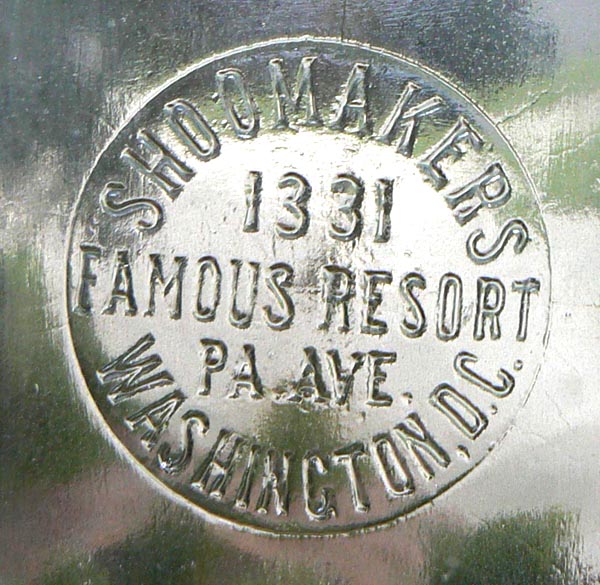 SHOOMAKERS
1331
FAMOUS RESORT
PA. AVE.
WASHINGTON, D.C.